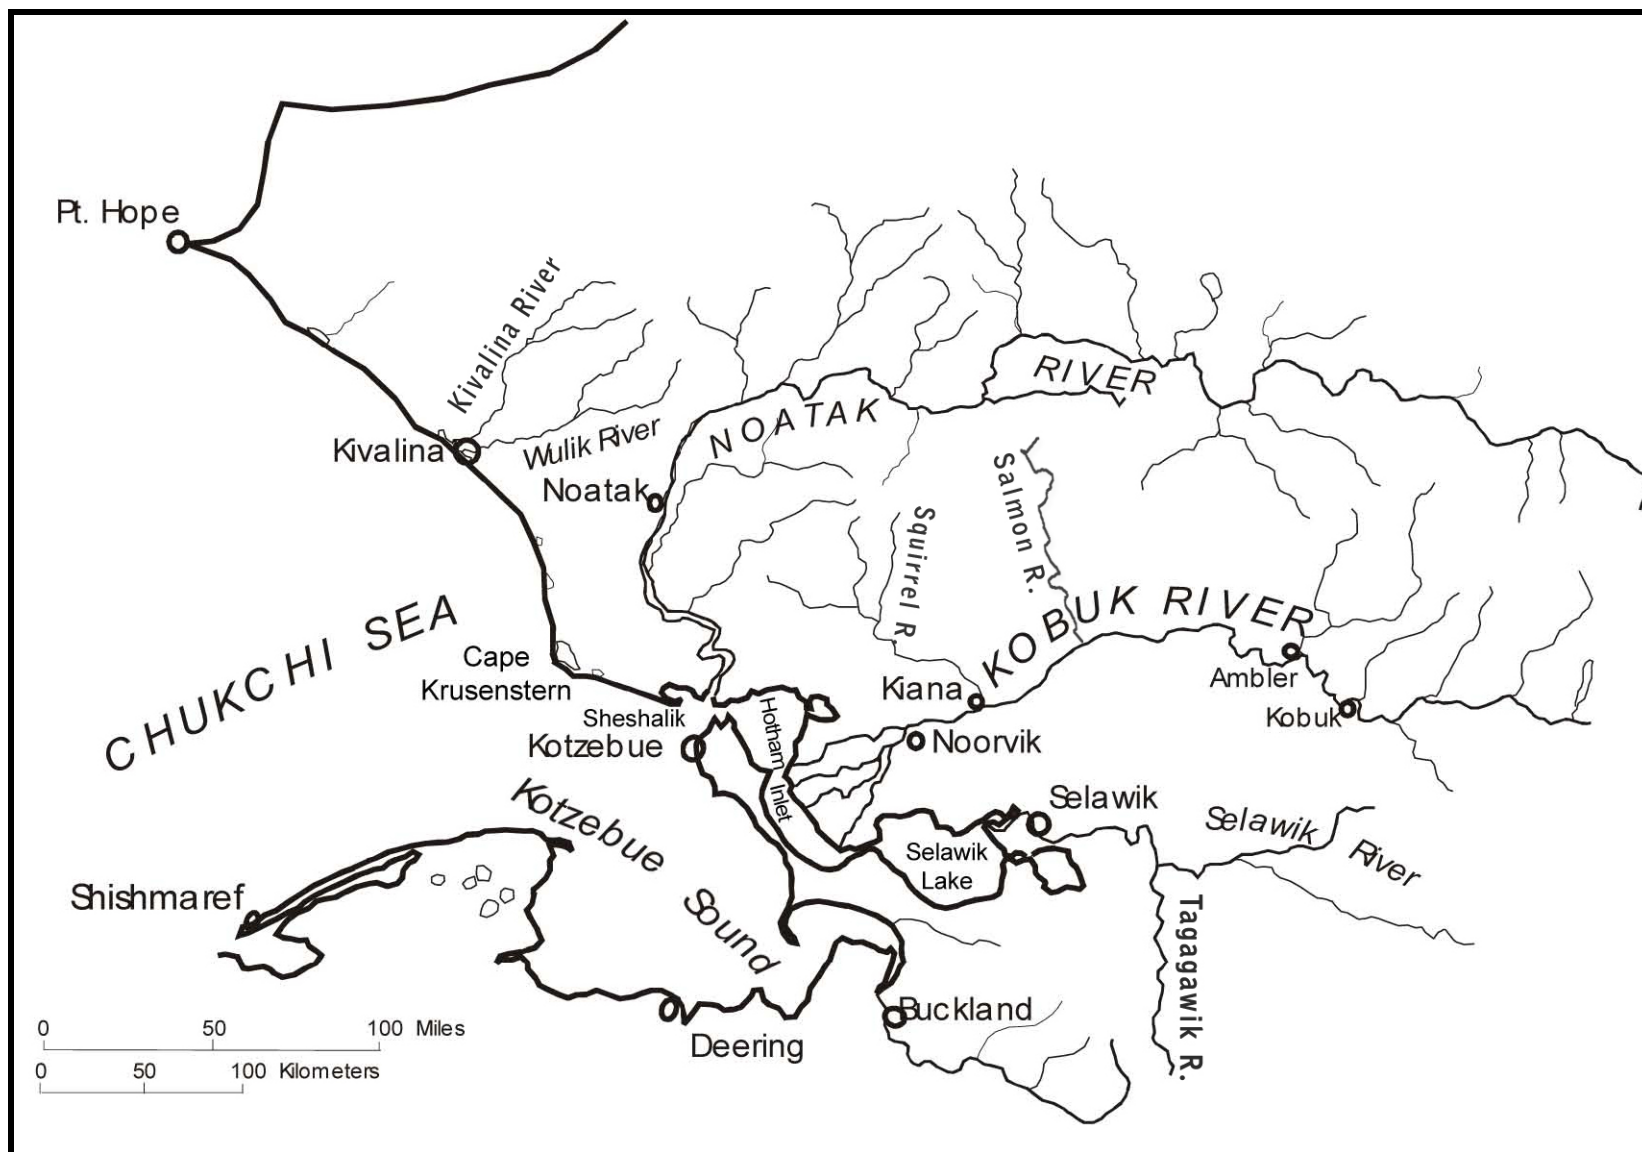 Pt. Hope
Kivalina River
RIVER
NOATAK
Kivalina
Wulik River
Noatak
Salmon R.
Squirrel R.
KOBUK RIVER
CHUKCHI SEA
Cape
Krusenstern
Ambler
Kiana
Sheshalik
Kobuk
Kotzebue
Hotham
Inlet
Noorvik
Kotzebue
Sound
Selawik
Selawik
River
Selawik
Lake
Shishmaref
Tagagawik R.
Buckland
Deering
0 50 100 Miles
0 50 100 Kilometers